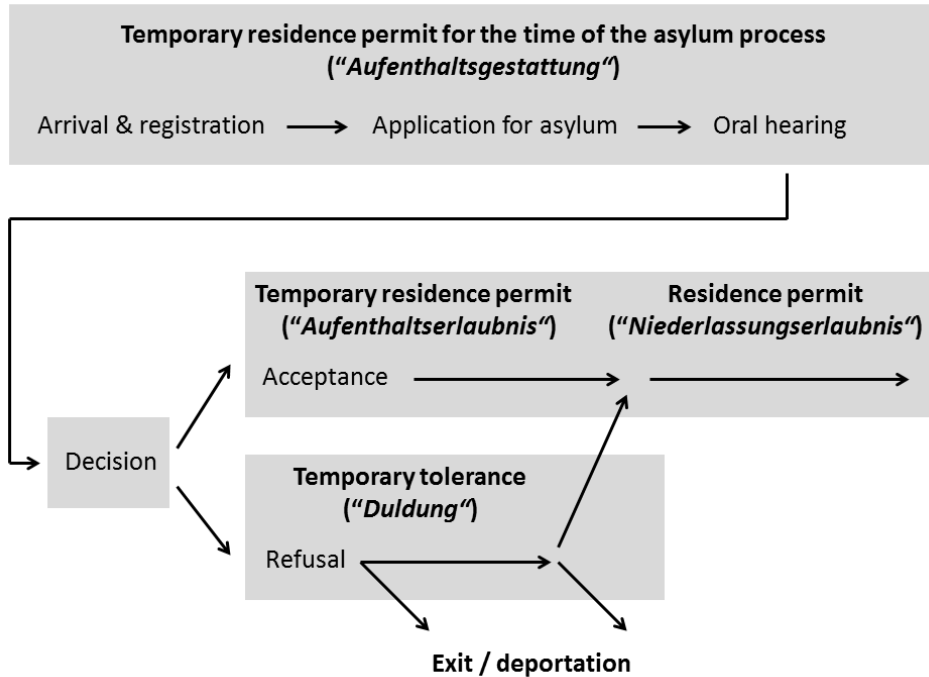 Temporary residence permit for the time of the asylum process
(“Aufenthaltsgestattung“)
Arrival & registration
Application for asylum
Oral hearing
Temporary residence permit
(“Aufenthaltserlaubnis“)
Residence permit
(“Niederlassungserlaubnis“)
Acceptance
Decision
Temporary tolerance
(“Duldung“)
Refusal
Exit / deportation